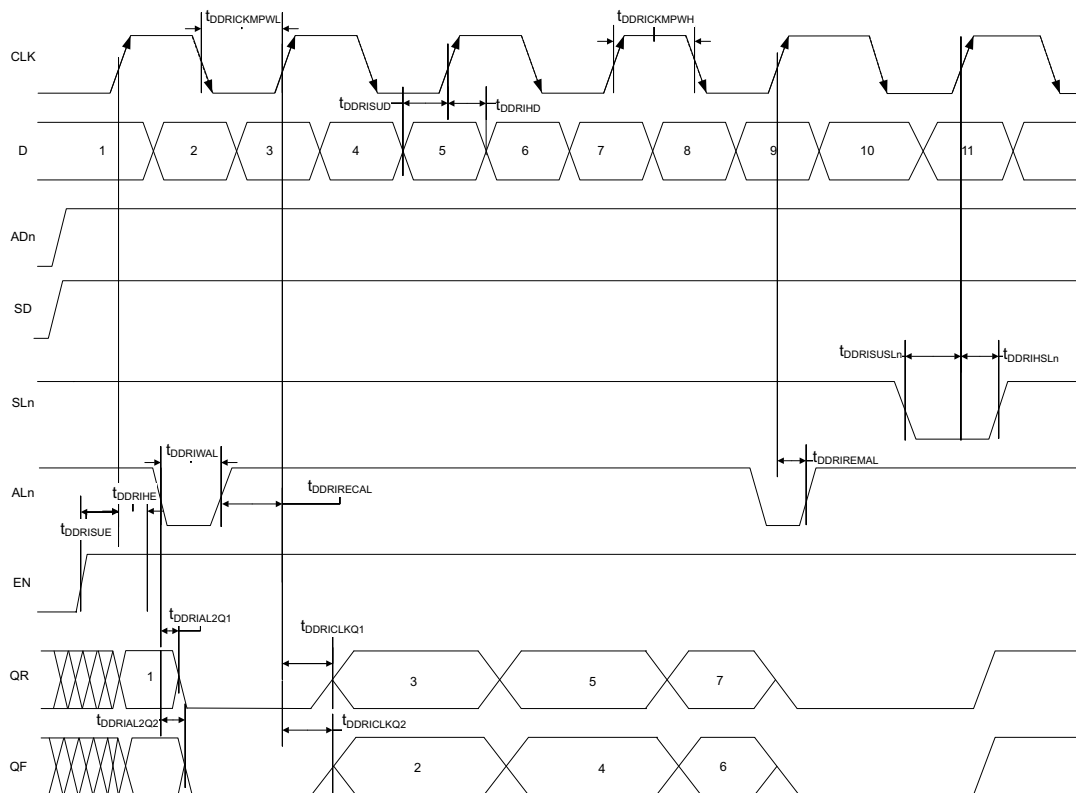 tDDRICKMPWL
tDDRICKMPWH
CLK
tDDRISUD
tDDRIHD
D
1
2
3
4
5
6
7
8
9
10
11
ADn
SD
tDDRISUSLn
tDDRIHSLn
SLn
tDDRIWAL
tDDRIREMAL
ALn
tDDRIHE
tDDRIRECAL
tDDRISUE
EN
tDDRIAL2Q1
tDDRICLKQ1
QR
1
3
5
7
tDDRIAL2Q2
tDDRICLKQ2
QF
2
4
6